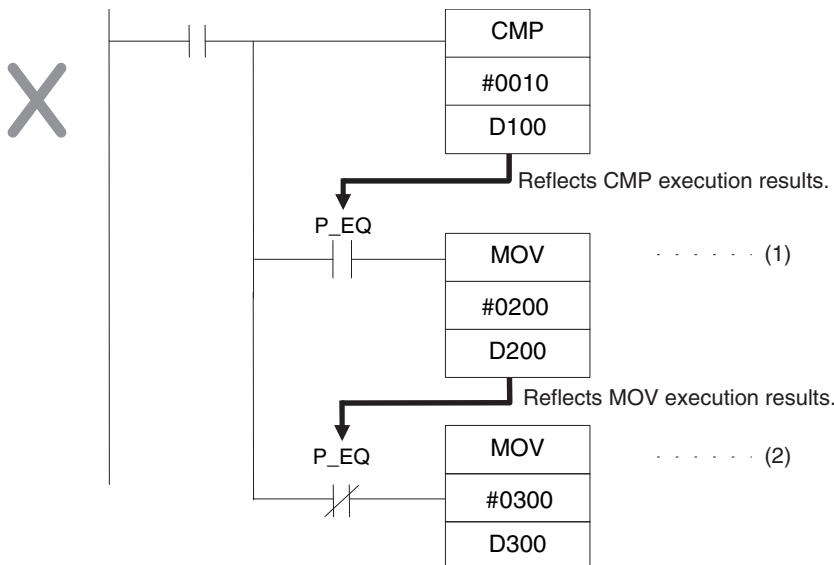 CMP
#0010
D100
Reflects CMP execution results.
P_EQ
MOV
(1)
#0200
D200
Reflects MOV execution results.
P_EQ
MOV
(2)
#0300
D300